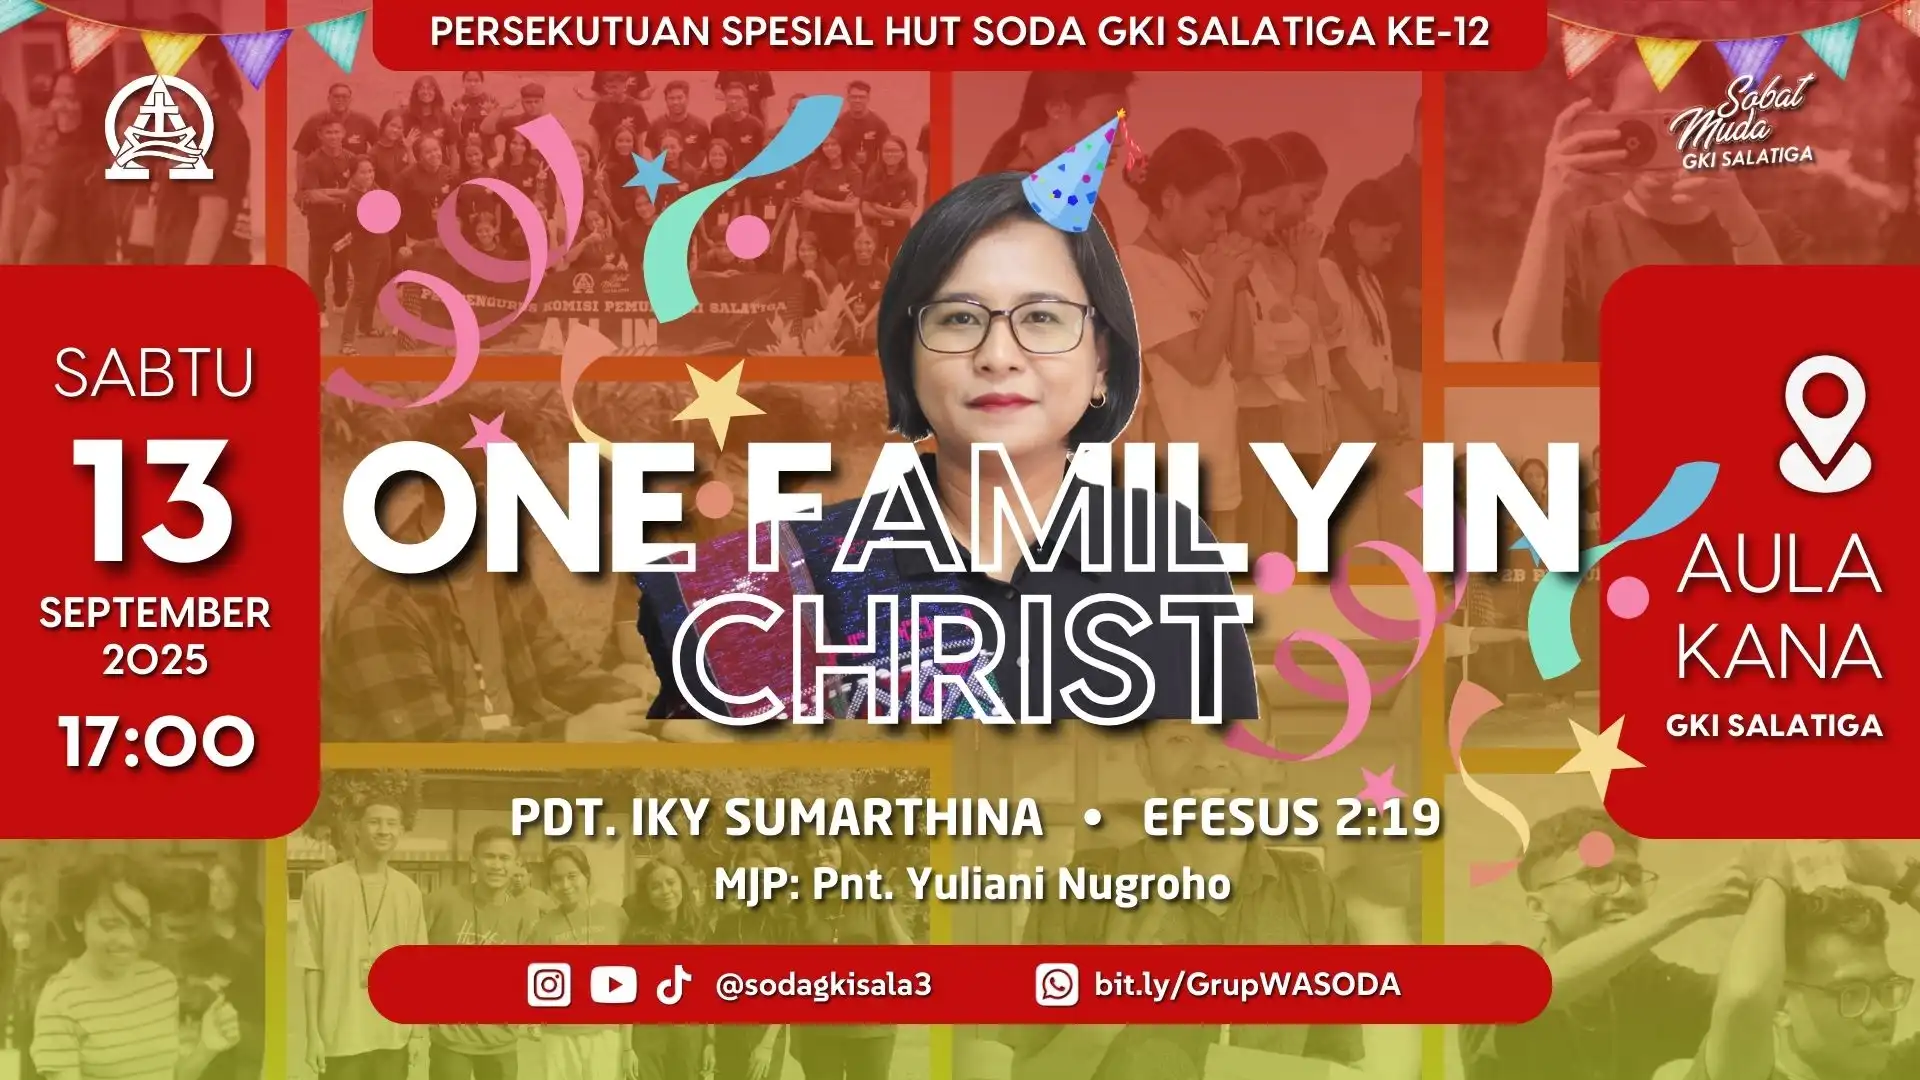 PERSEKUTUAN SPESIAL HUT SODA GKI SALATIGA KE-12
Sobat
Muda
GKI SALATIGA
SABTU
13
SEPTEMBER
2025
17:00
ONE FAMILY IN
CHRIST
AULA
KANA
GKI SALATIGA
PDT. IKY SUMARTHINA • EFESUS 2:19
MJP: Pnt. Yuliani Nugroho
@sodagkisala3
bit.ly/GrupWASODA
ALL IN